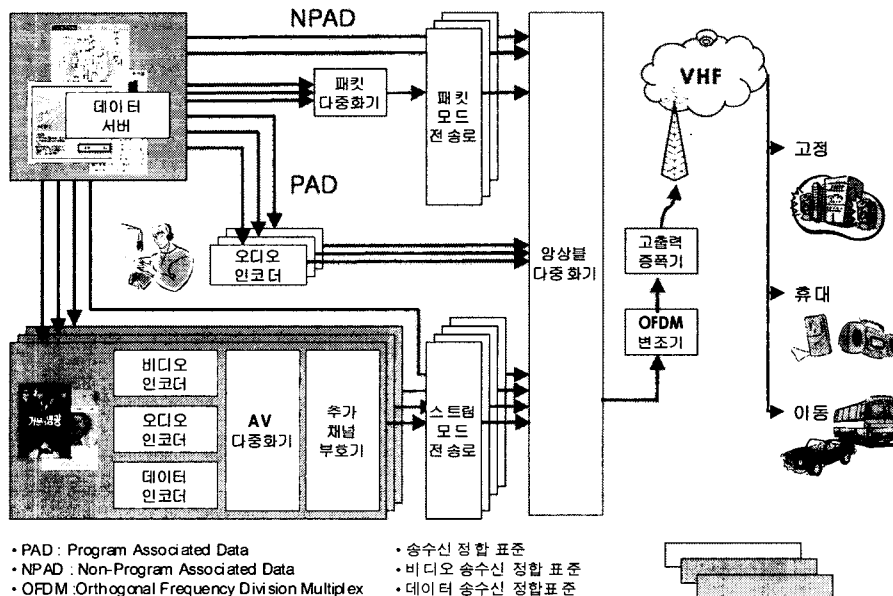 NPAD
데이터
서버
패킷
다중화기
패킷
모드
전송로
PAD
오디오
인코더
앙상블
다중화기
VHF
고출력
증폭기
OFDM
변조기
고정
휴대
이동
비디오
인코더
오디오
인코더
데이터
인코더
AV
다중화기
추가
채널
부호기
스트림
모드
전송로
• PAD : Program Associated Data
• NPAD : Non-Program Associated Data
• OFDM :Orthogonal Frequency Division Multiplex
• 송수신 정합 표준
• 비디오 송수신 정합 표준
• 데이터 송수신 정합표준